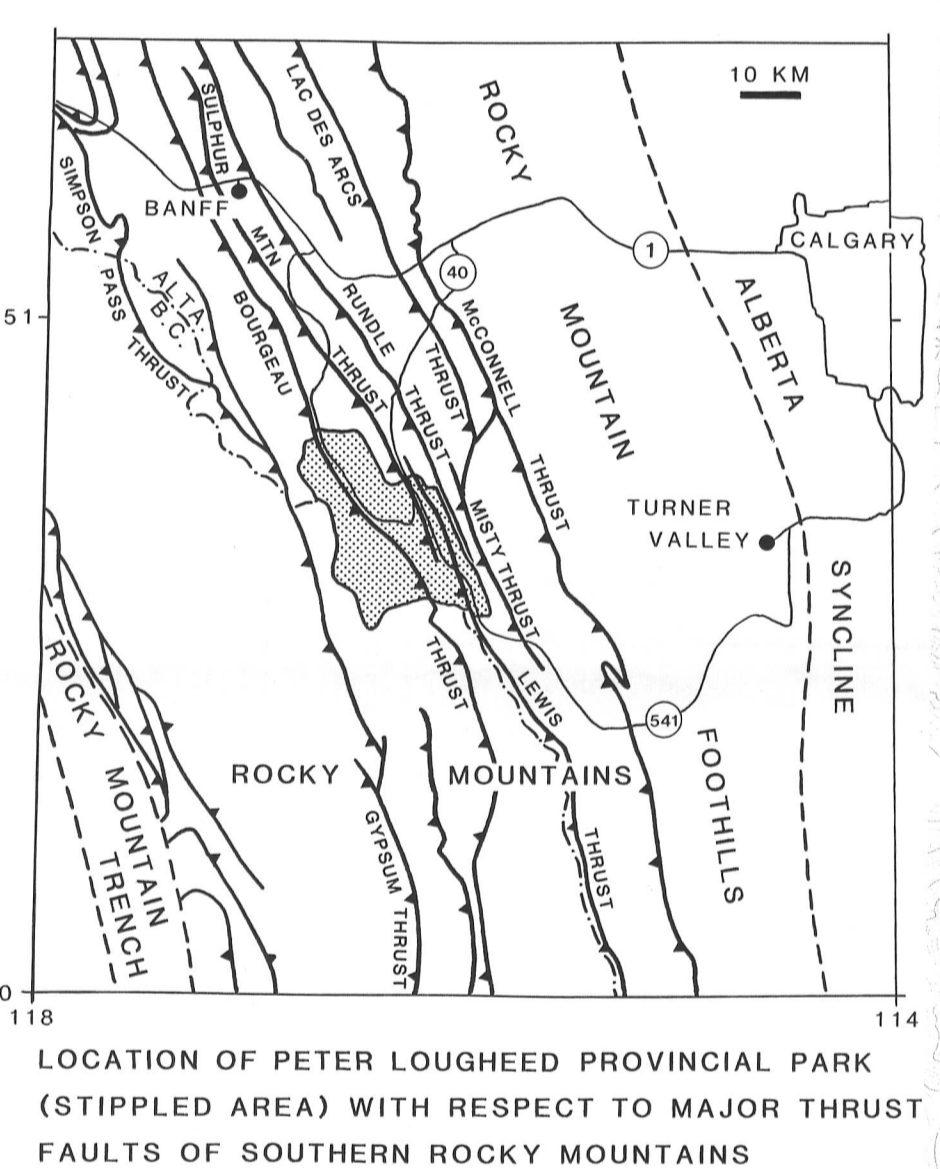 10 KM
ROCKY
LAC DES ARCS
SULPHUR
SIMPSON
BANFF
MTN
1
CALGARY
40
PASS
ALTA.
B.C.
BOURGEAU
RUNDLE
McCONNELL
MOUNTAIN
ALBERTA
51
THRUST
THRUST
THRUST
THRUST
THRUST
TURNER
VALLEY
MISTY THRUST
SYNCLINE
ROCKY
THRUST
LEWIS
541
FOOTHILLS
ROCKY MOUNTAINS
MOUNTAIN
TRENCH
GYPSUM THRUST
THRUST
0
118
114
LOCATION OF PETER LOUGHEED PROVINCIAL PARK
(STIPPLED AREA) WITH RESPECT TO MAJOR THRUST
FAULTS OF SOUTHERN ROCKY MOUNTAINS